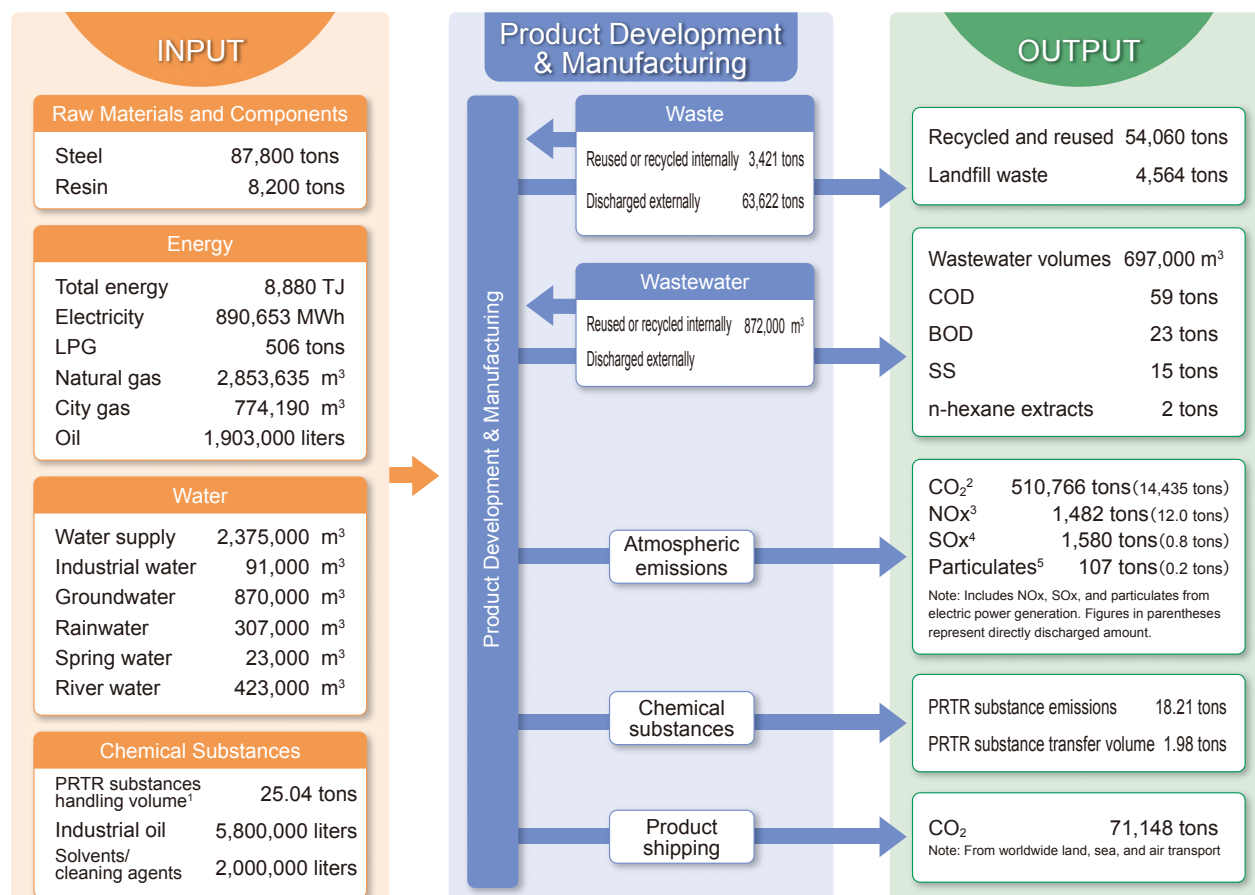 INPUT
Raw Materials and Components
Steel 87,800 tons
Resin 8,200 tons
Energy
Total energy 8,880 TJ
Electricity 890,653 MWh
LPG 506 tons
Natural gas 2,853,635 m³
City gas 774,190 m³
Oil 1,903,000 liters
Water
Water supply 2,375,000 m³
Industrial water 91,000 m³
Groundwater 870,000 m³
Rainwater 307,000 m³
Spring water 23,000 m³
River water 423,000 m³
Chemical Substances
PRTR substances
handling volume¹ 25.04 tons
Industrial oil 5,800,000 liters
Solvents/
cleaning agents 2,000,000 liters
Product Development
& Manufacturing
Product Development & Manufacturing
Waste
Reused or recycled internally 3,421 tons
Discharged externally 63,622 tons
Wastewater
Reused or recycled internally 872,000 m³
Discharged externally
Atmospheric
emissions
Chemical
substances
Product
shipping
OUTPUT
Recycled and reused 54,060 tons
Landfill waste 4,564 tons
Wastewater volumes 697,000 m³
COD 59 tons
BOD 23 tons
SS 15 tons
n-hexane extracts 2 tons
CO₂² 510,766 tons (14,435 tons)
NOx³ 1,482 tons (12.0 tons)
SOx⁴ 1,580 tons (0.8 tons)
Particulates⁵ 107 tons (0.2 tons)
Note: Includes NOx, SOx, and particulates from
electric power generation. Figures in parentheses
represent directly discharged amount.
PRTR substance emissions 18.21 tons
PRTR substance transfer volume 1.98 tons
CO₂ 71,148 tons
Note: From worldwide land, sea, and air transport